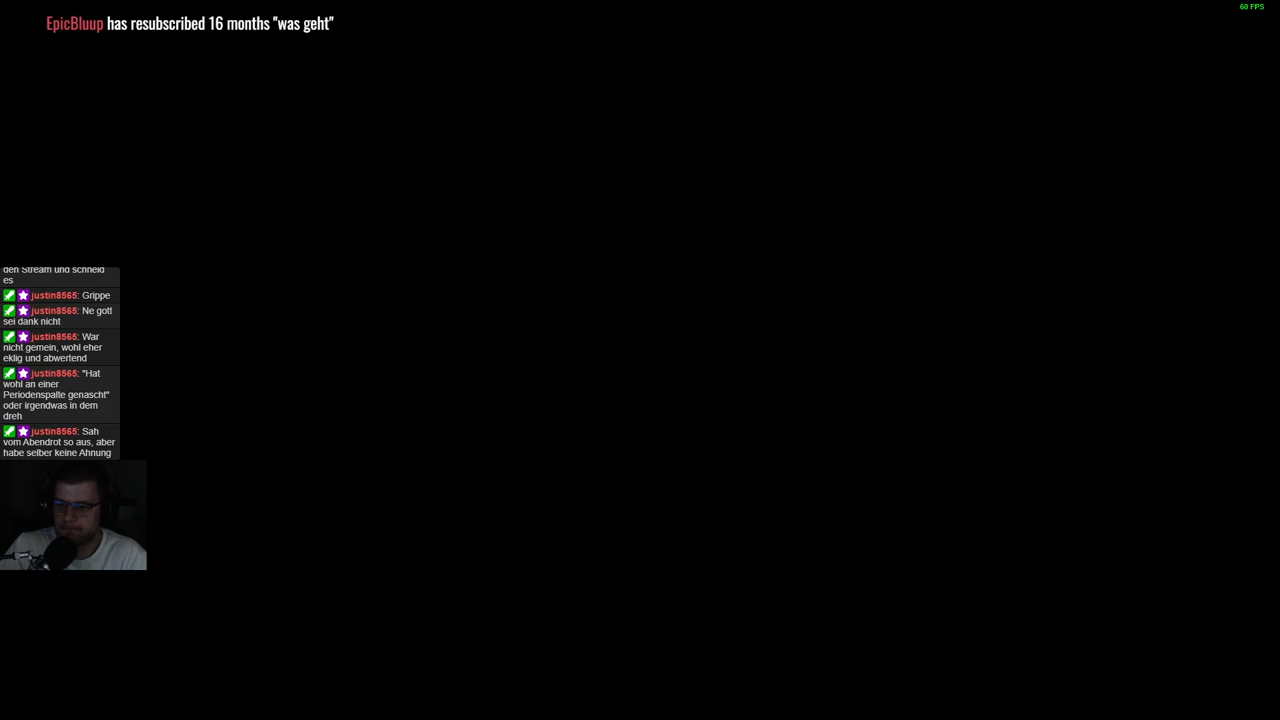 EpicBluup has resubscribed 16 months "was geht"
60 FPS
den Stream und schneid
es
justin8565: Grippe
justin8565: Ne gott
sei dank nicht
justin8565: War
nicht gemein, wohl eher
eklig und abwertend
justin8565: "Hat
wohl an einer
Periodenspalte genascht"
oder irgendwas in dem
dreh
justin8565: Sah
vom Abendrot so aus, aber
habe selber keine Ahnung